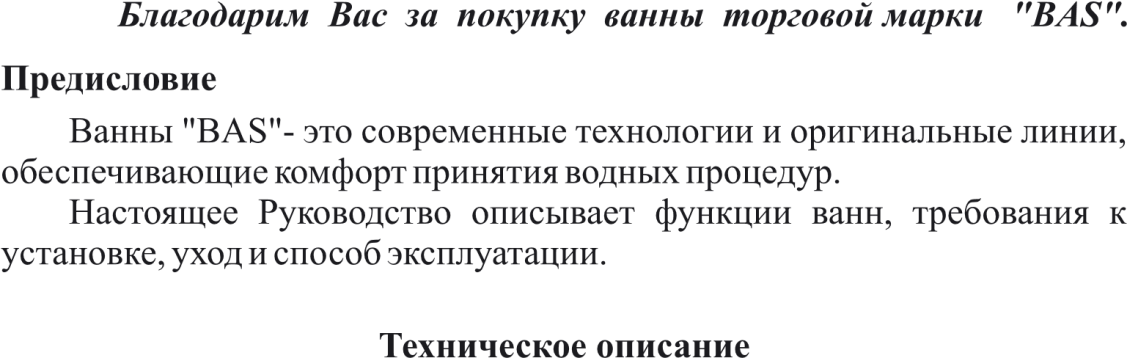 Благодарим Вас за покупку ванны торговой марки "BAS".
Предисловие
Ванны "BAS"- это современные технологии и оригинальные линии,
обеспечивающие комфорт принятия водных процедур.
Настоящее Руководство описывает функции ванн, требования к
установке, уход и способ эксплуатации.
Техническое описание